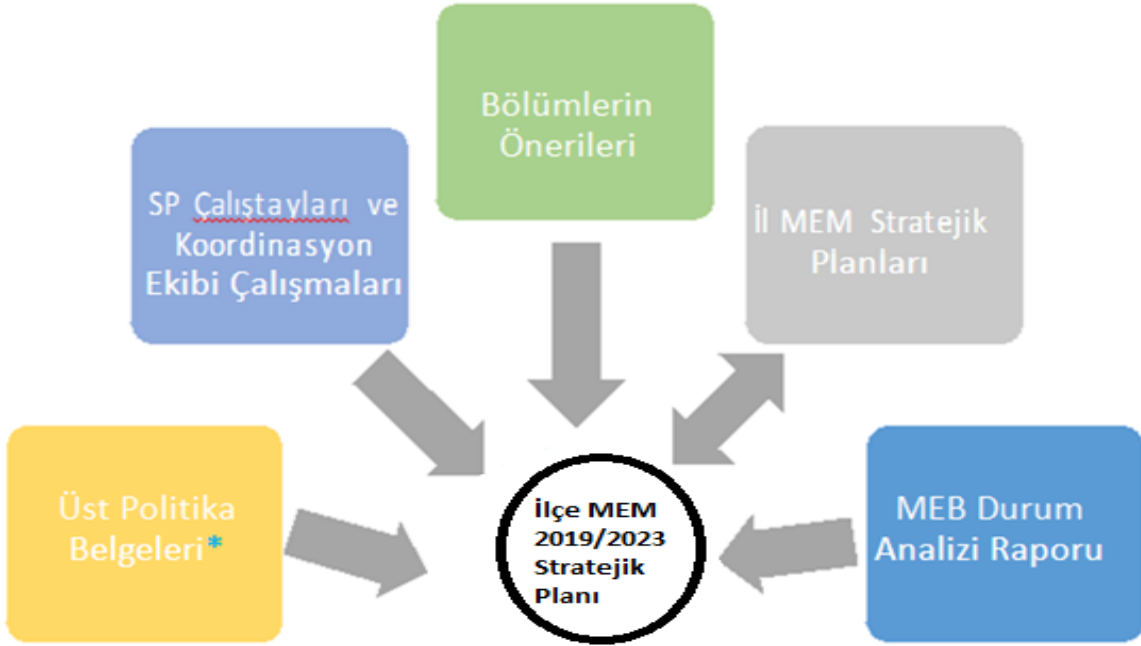 Bölümlerin
Önerileri
SP Çalıştayları ve
Koordinasyon
Ekibi Çalışmaları
İl MEM Stratejik
Planları
Üst Politika
Belgeleri*
İlçe MEM
2019/2023
Stratejik
Planı
MEB Durum
Analizi Raporu